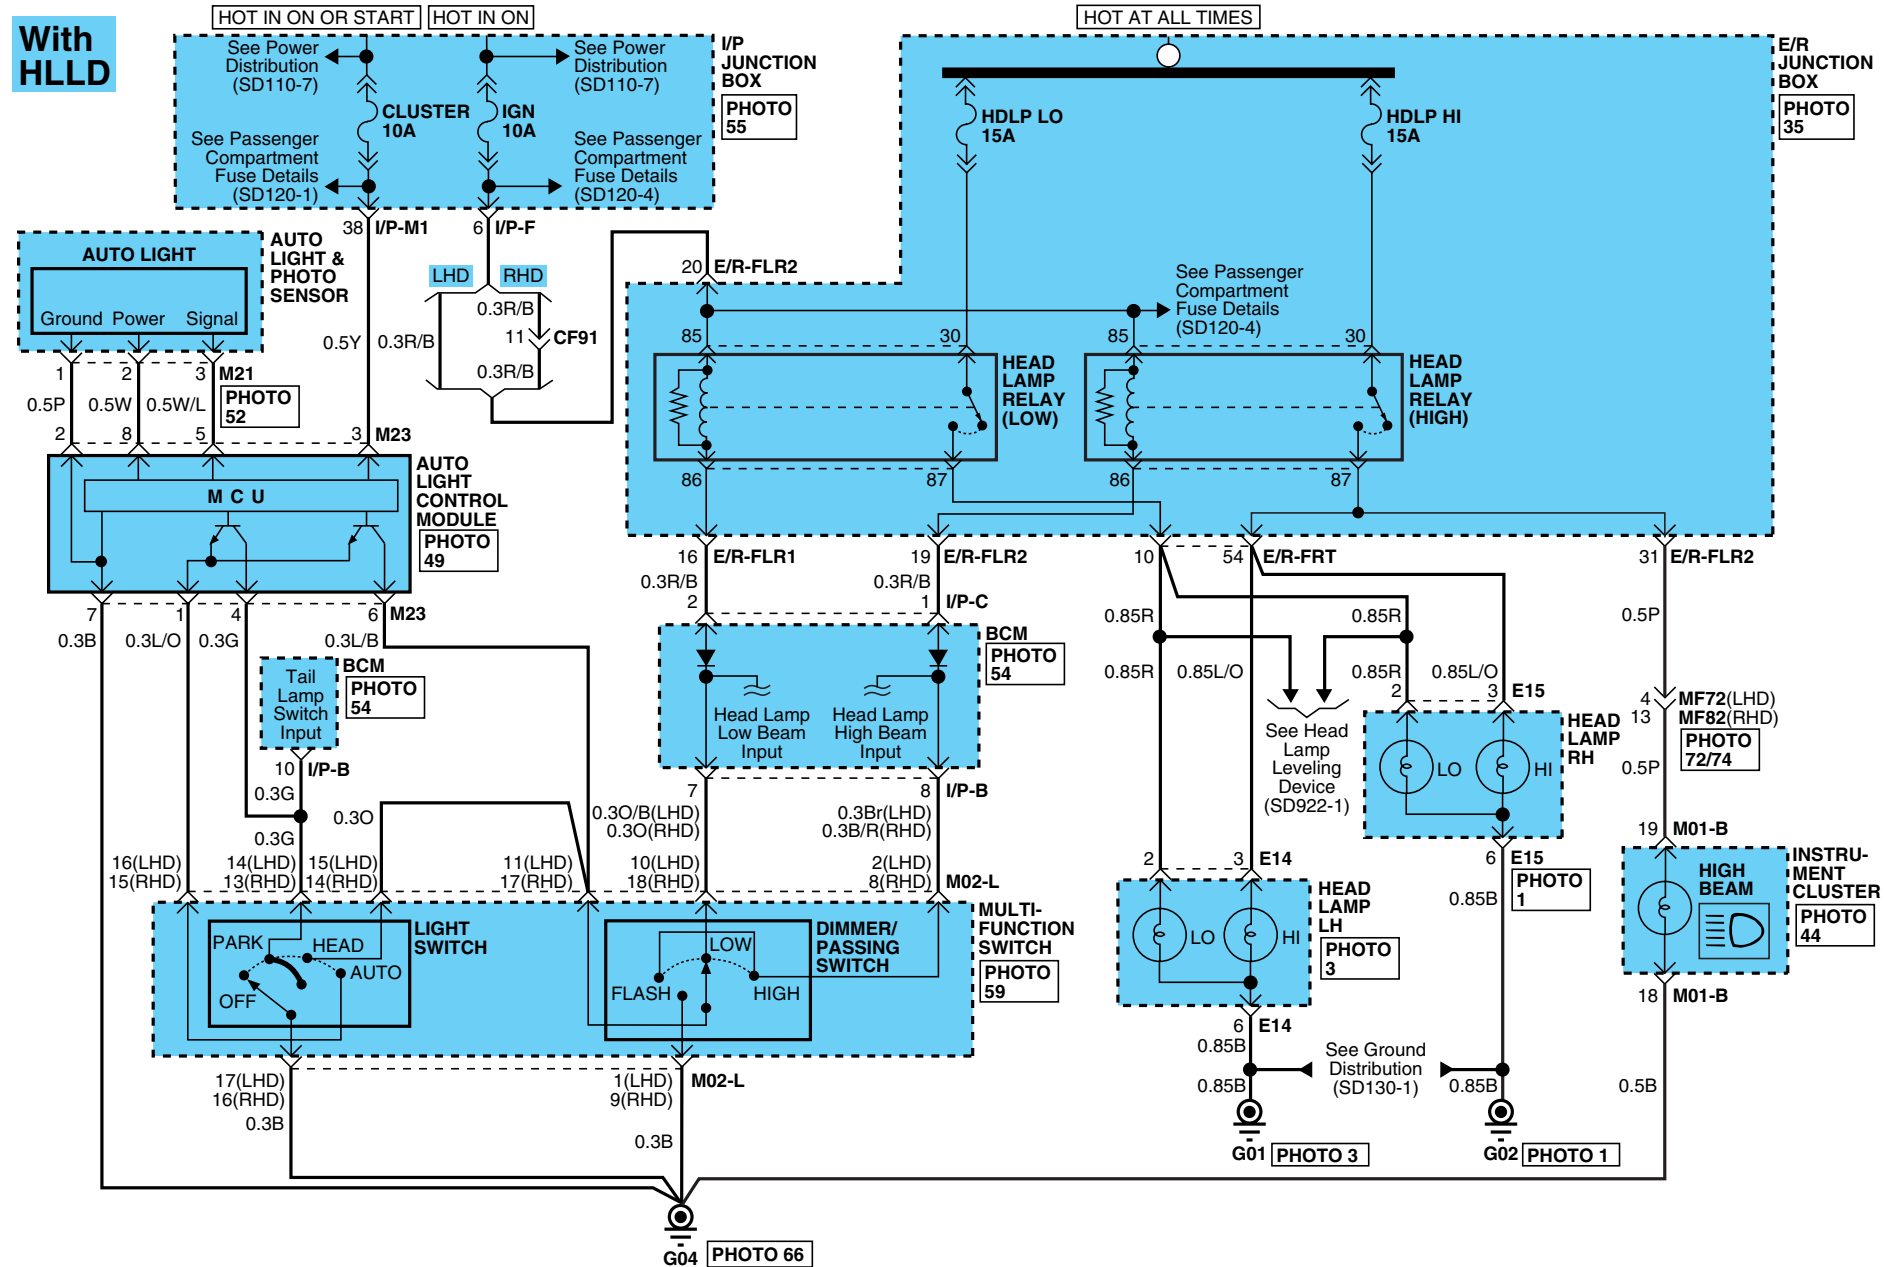 With
HLLD
HOT IN ON OR START
HOT IN ON
HOT AT ALL TIMES
See Power
Distribution
(SD110-7)
See Power
Distribution
(SD110-7)
I/P
JUNCTION
BOX
PHOTO
55
CLUSTER
10A
IGN
10A
See Passenger
Compartment
Fuse Details
(SD120-1)
See Passenger
Compartment
Fuse Details
(SD120-4)
E/R
JUNCTION
BOX
PHOTO
35
HDLP LO
15A
HDLP HI
15A
38
I/P-M1
6
I/P-F
AUTO LIGHT
Ground
Power
Signal
AUTO
LIGHT &
PHOTO
SENSOR
LHD
RHD
0.3R/B
0.5Y
0.3R/B
11
CF91
0.3R/B
20
E/R-FLR2
See Passenger
Compartment
Fuse Details
(SD120-4)
85
30
85
30
HEAD
LAMP
RELAY
(LOW)
HEAD
LAMP
RELAY
(HIGH)
86
87
86
87
1
2
3
M21
PHOTO
52
0.5P
0.5W
0.5W/L
2
8
5
3
M23
M C U
AUTO
LIGHT
CONTROL
MODULE
PHOTO
49
7
1
4
6
M23
0.3B
0.3L/O
0.3G
0.3L/B
16
E/R-FLR1
19
E/R-FLR2
10
54
E/R-FRT
31
E/R-FLR2
0.3R/B
0.3R/B
2
1
I/P-C
0.85R
0.85R
0.5P
BCM
PHOTO
54
Tail
Lamp
Switch
Input
BCM
PHOTO
54
Head Lamp
Low Beam
Input
Head Lamp
High Beam
Input
0.85R
0.85L/O
0.85R
0.85L/O
2
3
E15
4
MF72(LHD)
13
MF82(RHD)
PHOTO
72/74
See Head
Lamp
Leveling
Device
(SD922-1)
LO
HI
HEAD
LAMP
RH
0.5P
10
I/P-B
0.3G
0.3G
0.3O
7
8
I/P-B
0.3O/B(LHD)
0.3O(RHD)
0.3Br(LHD)
0.3B/R(RHD)
16(LHD)
15(RHD)
14(LHD)
13(RHD)
15(LHD)
14(RHD)
11(LHD)
17(RHD)
10(LHD)
18(RHD)
2(LHD)
8(RHD)
M02-L
2
3
E14
6
E15
PHOTO
1
19
M01-B
0.85B
PARK
HEAD
AUTO
OFF
LIGHT
SWITCH
LOW
FLASH
HIGH
DIMMER/
PASSING
SWITCH
MULTI-
FUNCTION
SWITCH
PHOTO
59
LO
HI
HEAD
LAMP
LH
PHOTO
3
HIGH
BEAM
INSTRU-
MENT
CLUSTER
PHOTO
44
17(LHD)
16(RHD)
0.3B
1(LHD)
9(RHD)
M02-L
0.3B
6
E14
0.85B
0.85B
See Ground
Distribution
(SD130-1)
0.85B
18
M01-B
0.5B
G01
PHOTO 3
G02
PHOTO 1
G04
PHOTO 66